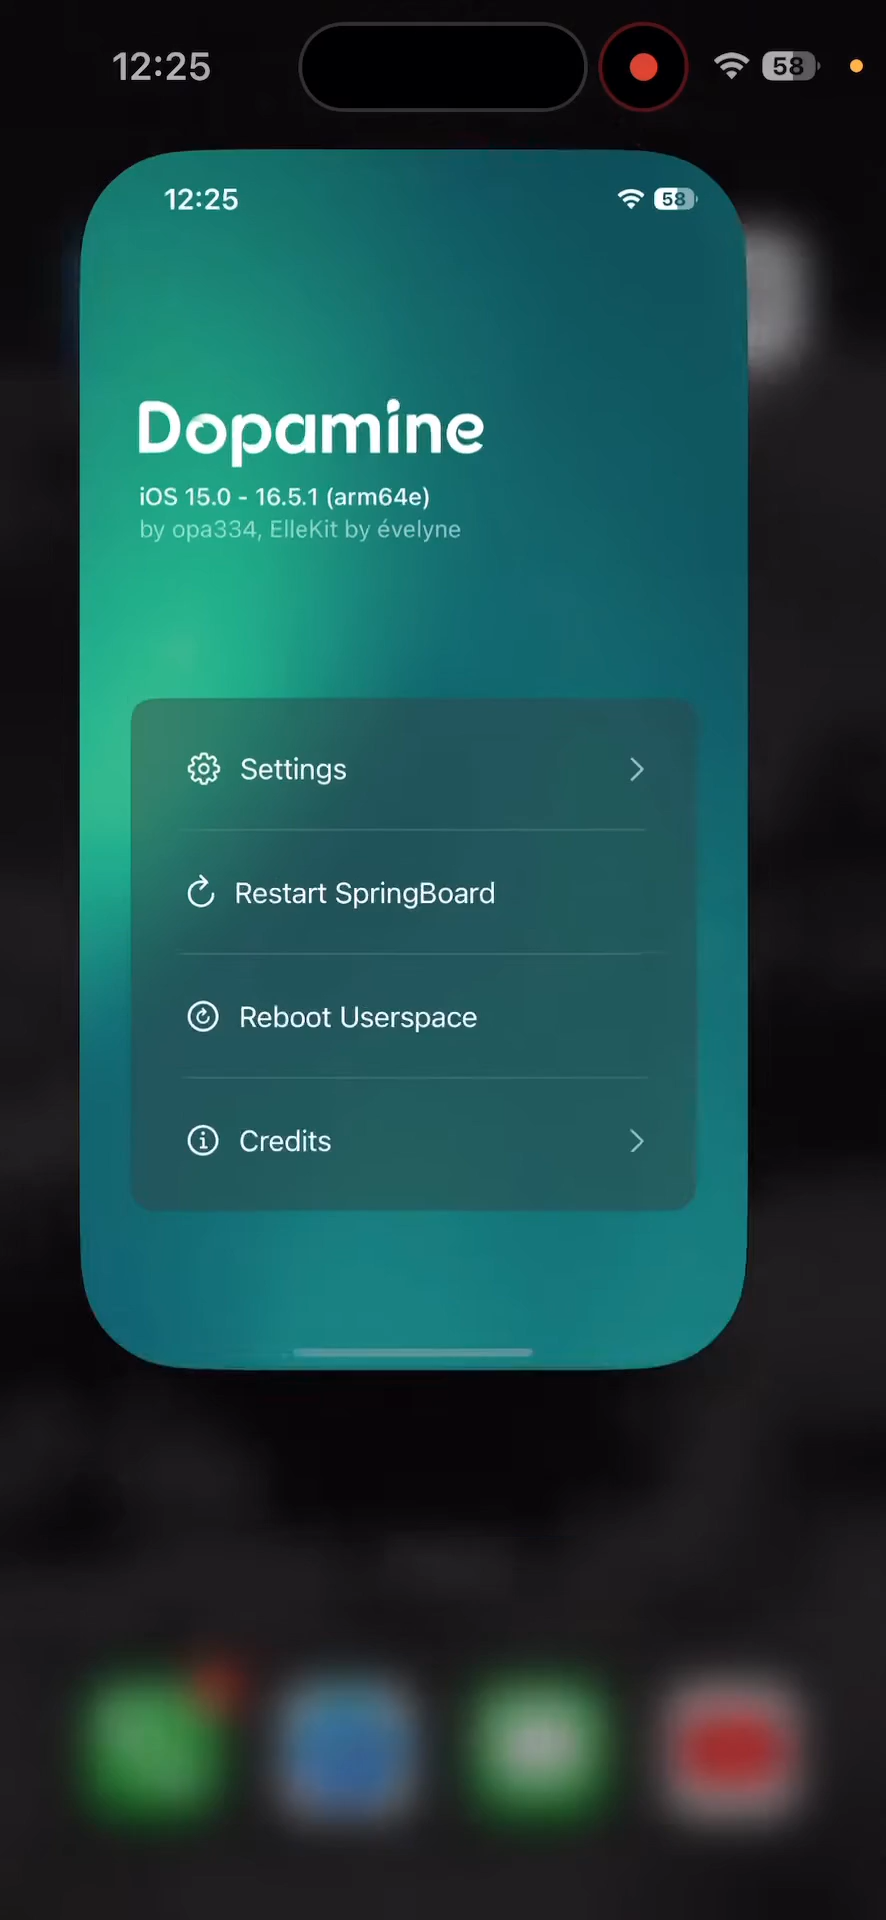 12:25
58
12:25
58
Dopamine
iOS 15.0 - 16.5.1 (arm64e)
by opa334, ElleKit by évelyne
Settings
Restart SpringBoard
Reboot Userspace
Credits